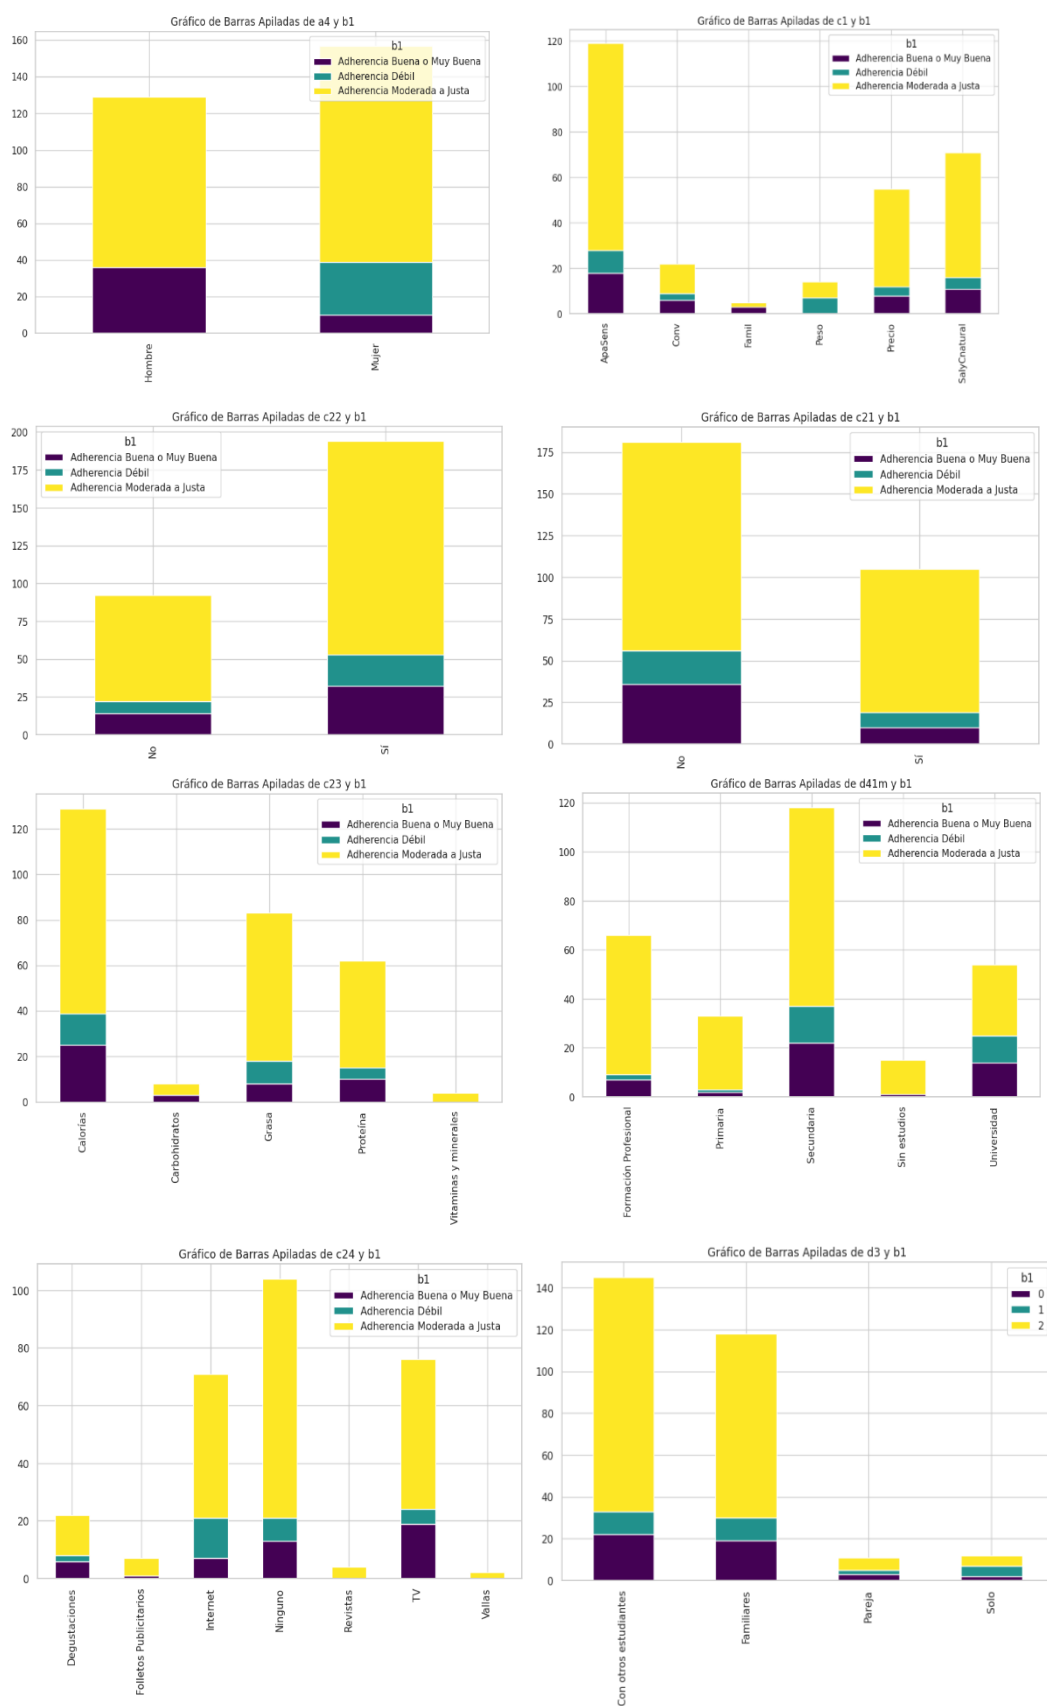 Gráfico de Barras Apiladas de a4 y b1
160
140
120
100
80
60
40
20
0
b1
Adherencia Buena o Muy Buena
Adherencia Débil
Adherencia Moderada a Justa
Hombre
Mujer
Gráfico de Barras Apiladas de c1 y b1
120
100
80
60
40
20
0
b1
Adherencia Buena o Muy Buena
Adherencia Débil
Adherencia Moderada a Justa
ApaSens
Conv
Famil
Peso
Precio
SalyCnatural
Gráfico de Barras Apiladas de c22 y b1
200
175
150
125
100
75
50
25
0
b1
Adherencia Buena o Muy Buena
Adherencia Débil
Adherencia Moderada a Justa
No
Sí
Gráfico de Barras Apiladas de c21 y b1
175
150
125
100
75
50
25
0
b1
Adherencia Buena o Muy Buena
Adherencia Débil
Adherencia Moderada a Justa
No
Sí
Gráfico de Barras Apiladas de c23 y b1
120
100
80
60
40
20
0
b1
Adherencia Buena o Muy Buena
Adherencia Débil
Adherencia Moderada a Justa
Calorías
Carbohidratos
Grasa
Proteína
Vitaminas y minerales
Gráfico de Barras Apiladas de d41m y b1
120
100
80
60
40
20
0
b1
Adherencia Buena o Muy Buena
Adherencia Débil
Adherencia Moderada a Justa
Formación Profesional
Primaria
Secundaria
Sin estudios
Universidad
Gráfico de Barras Apiladas de c24 y b1
100
80
60
40
20
0
b1
Adherencia Buena o Muy Buena
Adherencia Débil
Adherencia Moderada a Justa
Degustaciones
Folletos Publicitarios
Internet
Ninguno
Revistas
TV
Vallas
Gráfico de Barras Apiladas de d3 y b1
140
120
100
80
60
40
20
0
b1
0
1
2
Con otros estudiantes
Familiares
Pareja
Solo